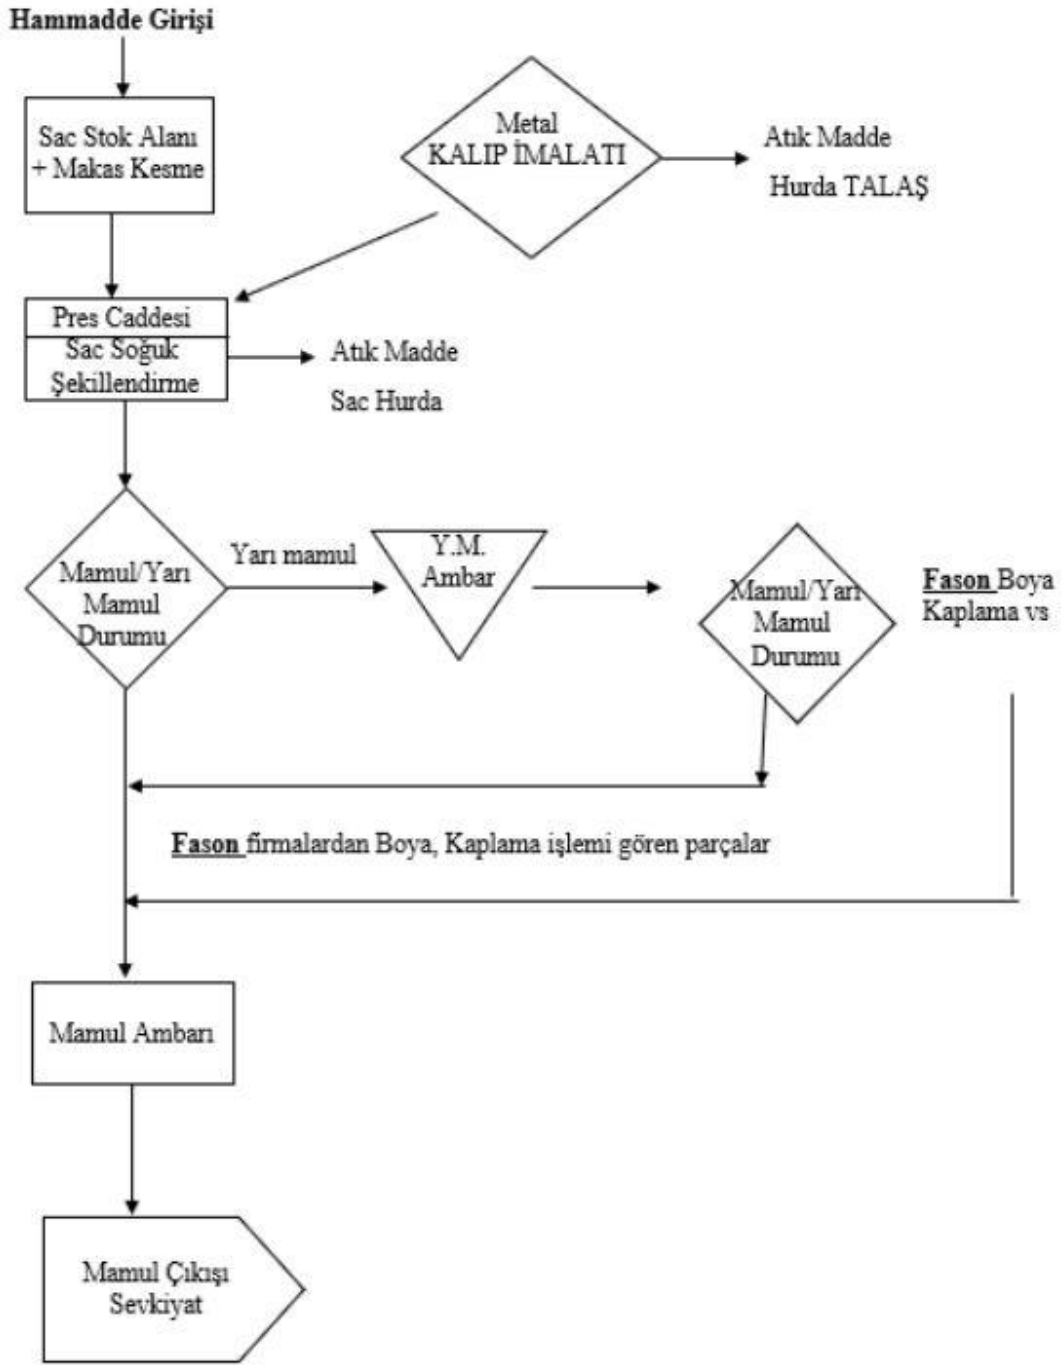 Hammadde Girişi
Sac Stok Alanı
+ Makas Kesme
Metal
KALIP İMALATI
Atık Madde
Hurda TALAŞ
Pres Caddesi
Sac Soğuk
Şekillendirme
Atık Madde
Sac Hurda
Mamul/Yarı
Mamul
Durumu
Yarı mamul
Y.M.
Ambar
Mamul/Yarı
Mamul
Durumu
Fason Boya
Kaplama vs
Fason firmalardan Boya, Kaplama işlemi gören parçalar
Mamul Ambarı
Mamul Çıkışı
Sevkiyat